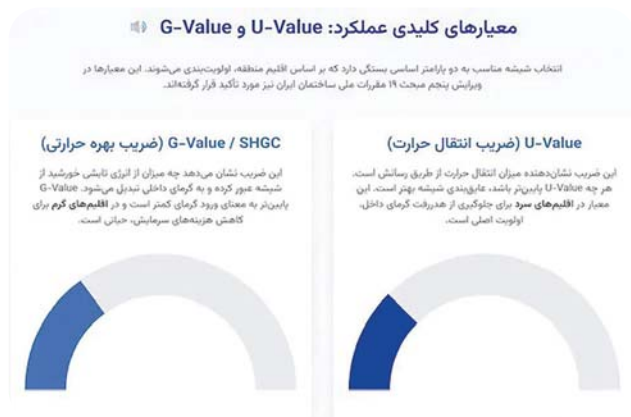 معیارهای کلیدی عملکرد: U-Value و G-Value
انتخاب شیشه مناسب به دو پارامتر اساسی بستگی دارد که بر اساس اقلیم منطقه، اولویت‌بندی می‌شوند. این معیارها در
ویرایش پنجم مبحث ۱۹ مقررات ملی ساختمان ایران نیز مورد تأکید قرار گرفته‌اند.
U-Value (ضریب انتقال حرارت)
این ضریب نشان‌دهنده میزان انتقال حرارت از طریق رسانش است.
هر چه U-Value پایین‌تر باشد، عایق‌بندی شیشه بهتر است. این
معیار در اقلیم‌های سرد برای جلوگیری از هدررفت گرمای داخل،
اولویت اصلی است.
G-Value / SHGC (ضریب بهره حرارتی)
این ضریب نشان می‌دهد چه میزان از انرژی تابشی خورشید از
شیشه عبور کرده و به گرمای داخلی تبدیل می‌شود. G-Value
پایین‌تر به معنای ورود گرمای کمتر است و در اقلیم‌های گرم برای
کاهش هزینه‌های سرمایش، حیاتی است.